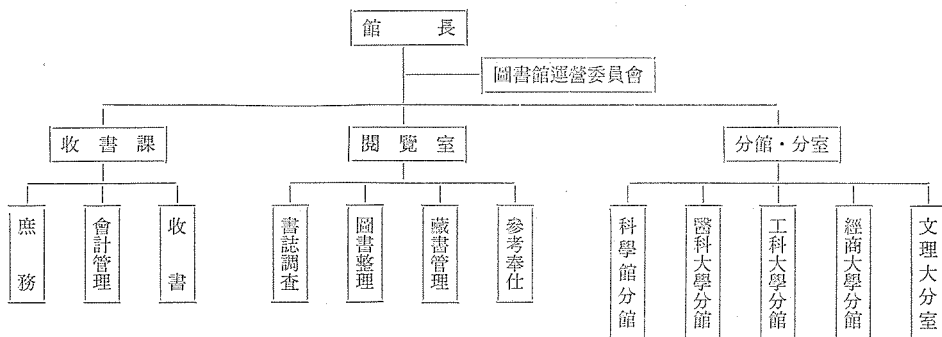 館長
圖書館運營委員會
收書課
閱覽室
分館·分室
庶務
會計管理
收書
書誌調査
圖書整理
藏書管理
參考奉仕
科學館分館
醫科大學分館
工科大學分館
經商大學分館
文理大分室